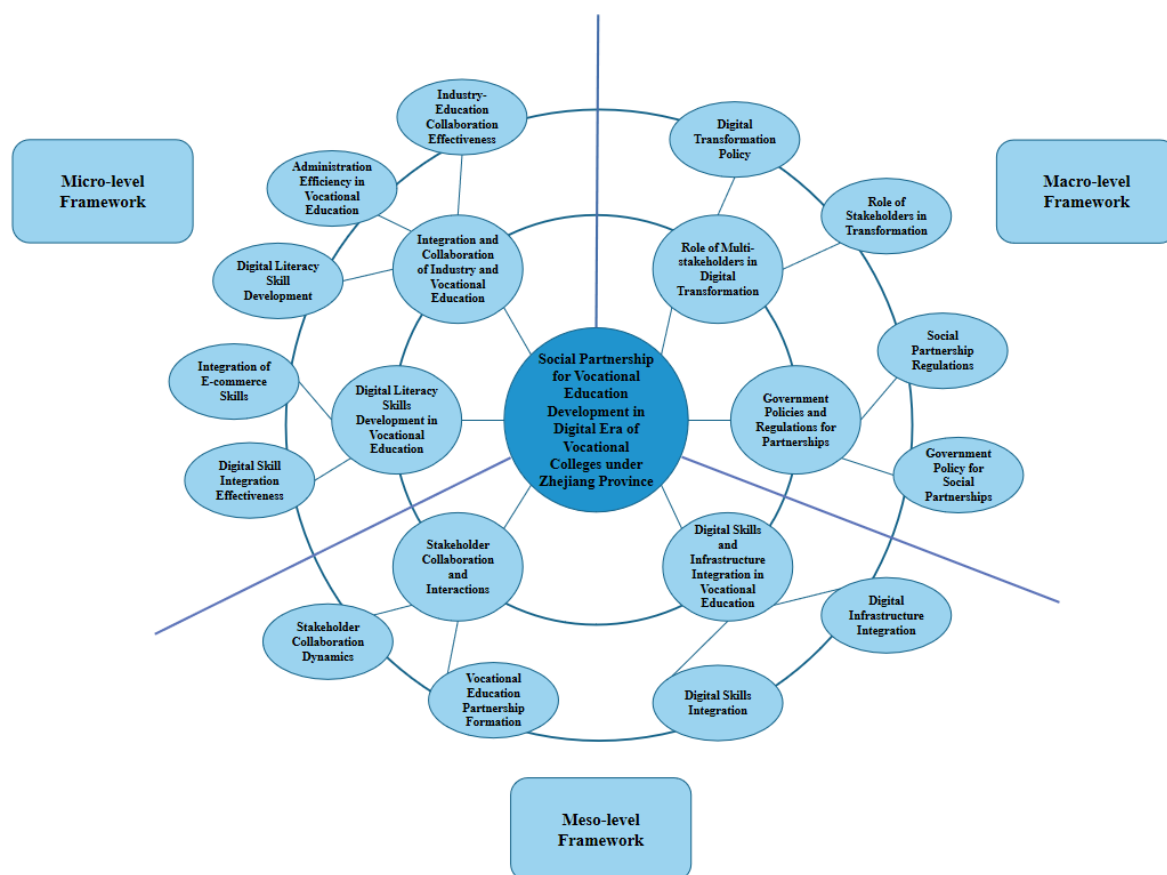 Industry-
Education
Collaboration
Effectiveness
Digital
Transformation
Policy
Micro-level
Framework
Administration
Efficiency in
Vocational
Education
Macro-level
Framework
Role of
Stakeholders in
Transformation
Integration and
Collaboration
of Industry and
Vocational
Education
Role of Multi-
stakeholders in
Digital
Transformation
Digital Literacy
Skill
Development
Social
Partnership
Regulations
Integration of
E-commerce
Skills
Digital Literacy
Skills
Development in
Vocational
Education
Social Partnership
for Vocational
Education
Development in
Digital Era of
Vocational
Colleges under
Zhejiang Province
Government
Policies and
Regulations for
Partnerships
Digital Skill
Integration
Effectiveness
Government
Policy for
Social
Partnerships
Stakeholder
Collaboration
and
Interactions
Digital Skills
and
Infrastructure
Integration in
Vocational
Education
Digital
Infrastructure
Integration
Stakeholder
Collaboration
Dynamics
Vocational
Education
Partnership
Formation
Digital Skills
Integration
Meso-level
Framework